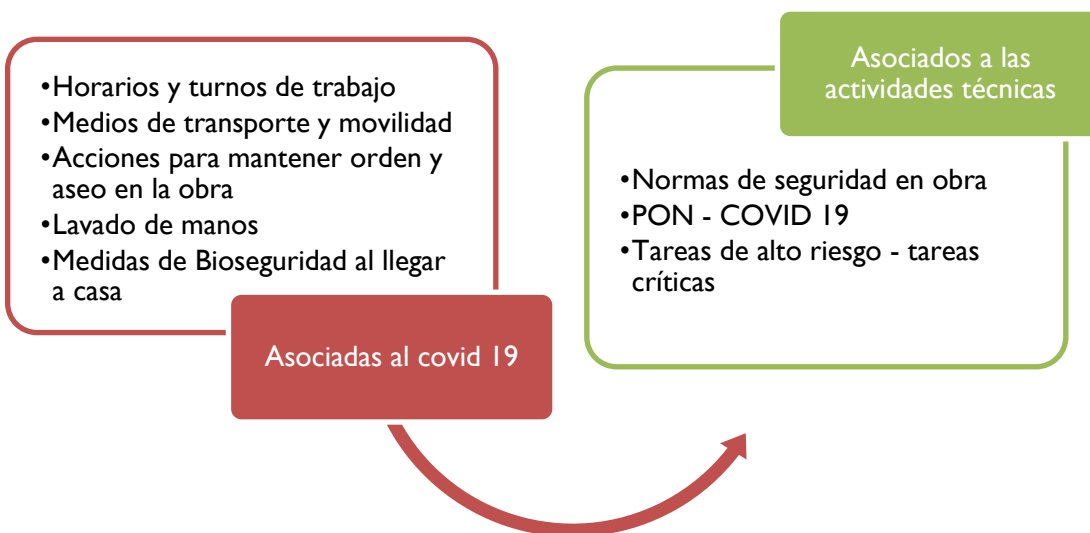 •Horarios y turnos de trabajo
•Medios de transporte y movilidad
•Acciones para mantener orden y
aseo en la obra
•Lavado de manos
•Medidas de Bioseguridad al llegar
a casa
Asociadas al covid 19
Asociados a las
actividades técnicas
•Normas de seguridad en obra
•PON - COVID 19
•Tareas de alto riesgo - tareas
críticas